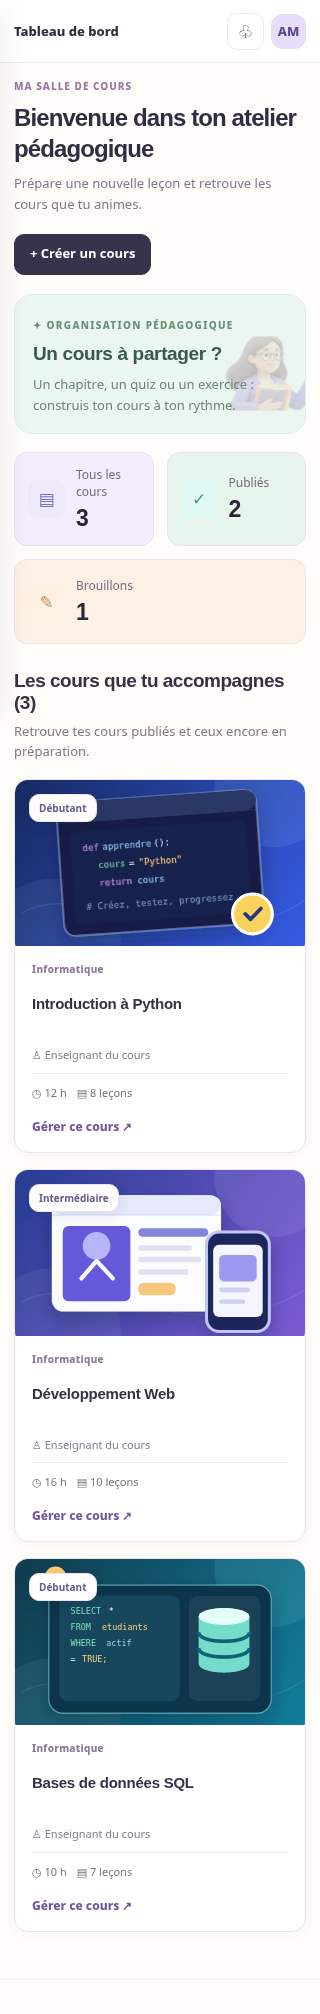 Tableau de bord
AM
MA SALLE DE COURS
Bienvenue dans ton atelier
pédagogique
Prépare une nouvelle leçon et retrouve les
cours que tu animes.
+ Créer un cours
✦ ORGANISATION PÉDAGOGIQUE
Un cours à partager ?
Un chapitre, un quiz ou un exercice :
construis ton cours à ton rythme.
Tous les
cours
3
Publiés
2
Brouillons
1
Les cours que tu accompagnes
(3)
Retrouve tes cours publiés et ceux encore en
préparation.
Débutant
def apprendre():
cours = "Python"
return cours
# Créez, testez, progressez
Informatique
Introduction à Python
Enseignant du cours
12 h 8 leçons
Gérer ce cours ↗
Intermédiaire
Informatique
Développement Web
Enseignant du cours
16 h 10 leçons
Gérer ce cours ↗
Débutant
SELECT *
FROM etudiants
WHERE actif
= TRUE;
Informatique
Bases de données SQL
Enseignant du cours
10 h 7 leçons
Gérer ce cours ↗